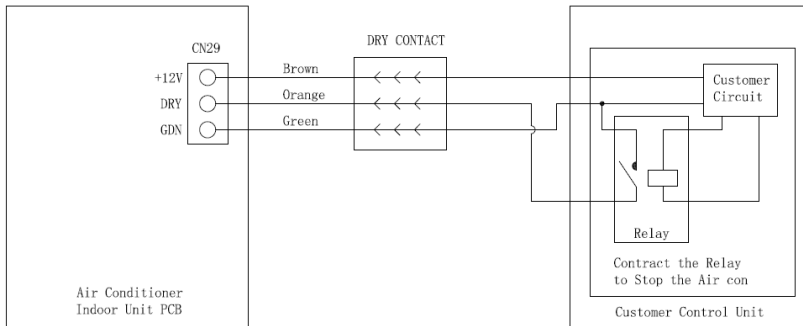 CN29
DRY CONTACT
+12V
Brown
Customer
Circuit
DRY
Orange
GDN
Green
Relay
Contract the Relay
to Stop the Air con
Air Conditioner
Indoor Unit PCB
Customer Control Unit